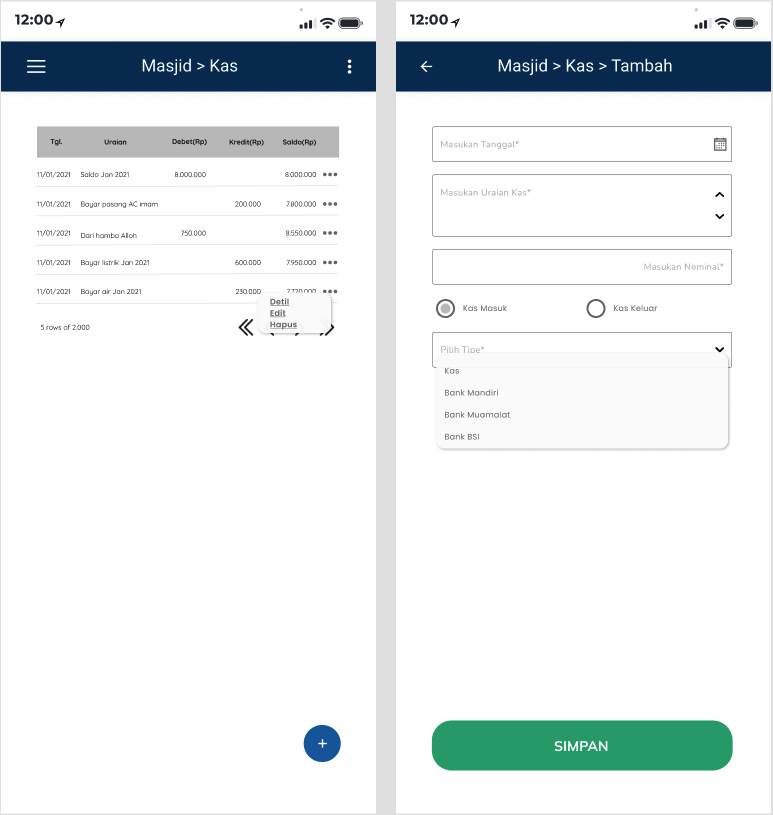 12:00
Masjid > Kas
Tgl. Uraian Debet(Rp) Kredit(Rp) Saldo(Rp)
11/01/2021 Saldo Jan 2021 8.000.000 8.000.000
11/01/2021 Bayar pasang AC imam 200.000 7.800.000
11/01/2021 Dari hamba Alloh 750.000 8.550.000
11/01/2021 Bayar listrik Jan 2021 600.000 7.950.000
11/01/2021 Bayar air Jan 2021 230.000 7.720.000
Detil
Edit
Hapus
5 rows of 2.000
+
12:00
Masjid > Kas > Tambah
Masukan Tanggal*
Masukan Uraian Kas*
Masukan Nominal*
Kas Masuk Kas Keluar
Pilih Tipe*
Kas
Bank Mandiri
Bank Muamalat
Bank BSI
SIMPAN